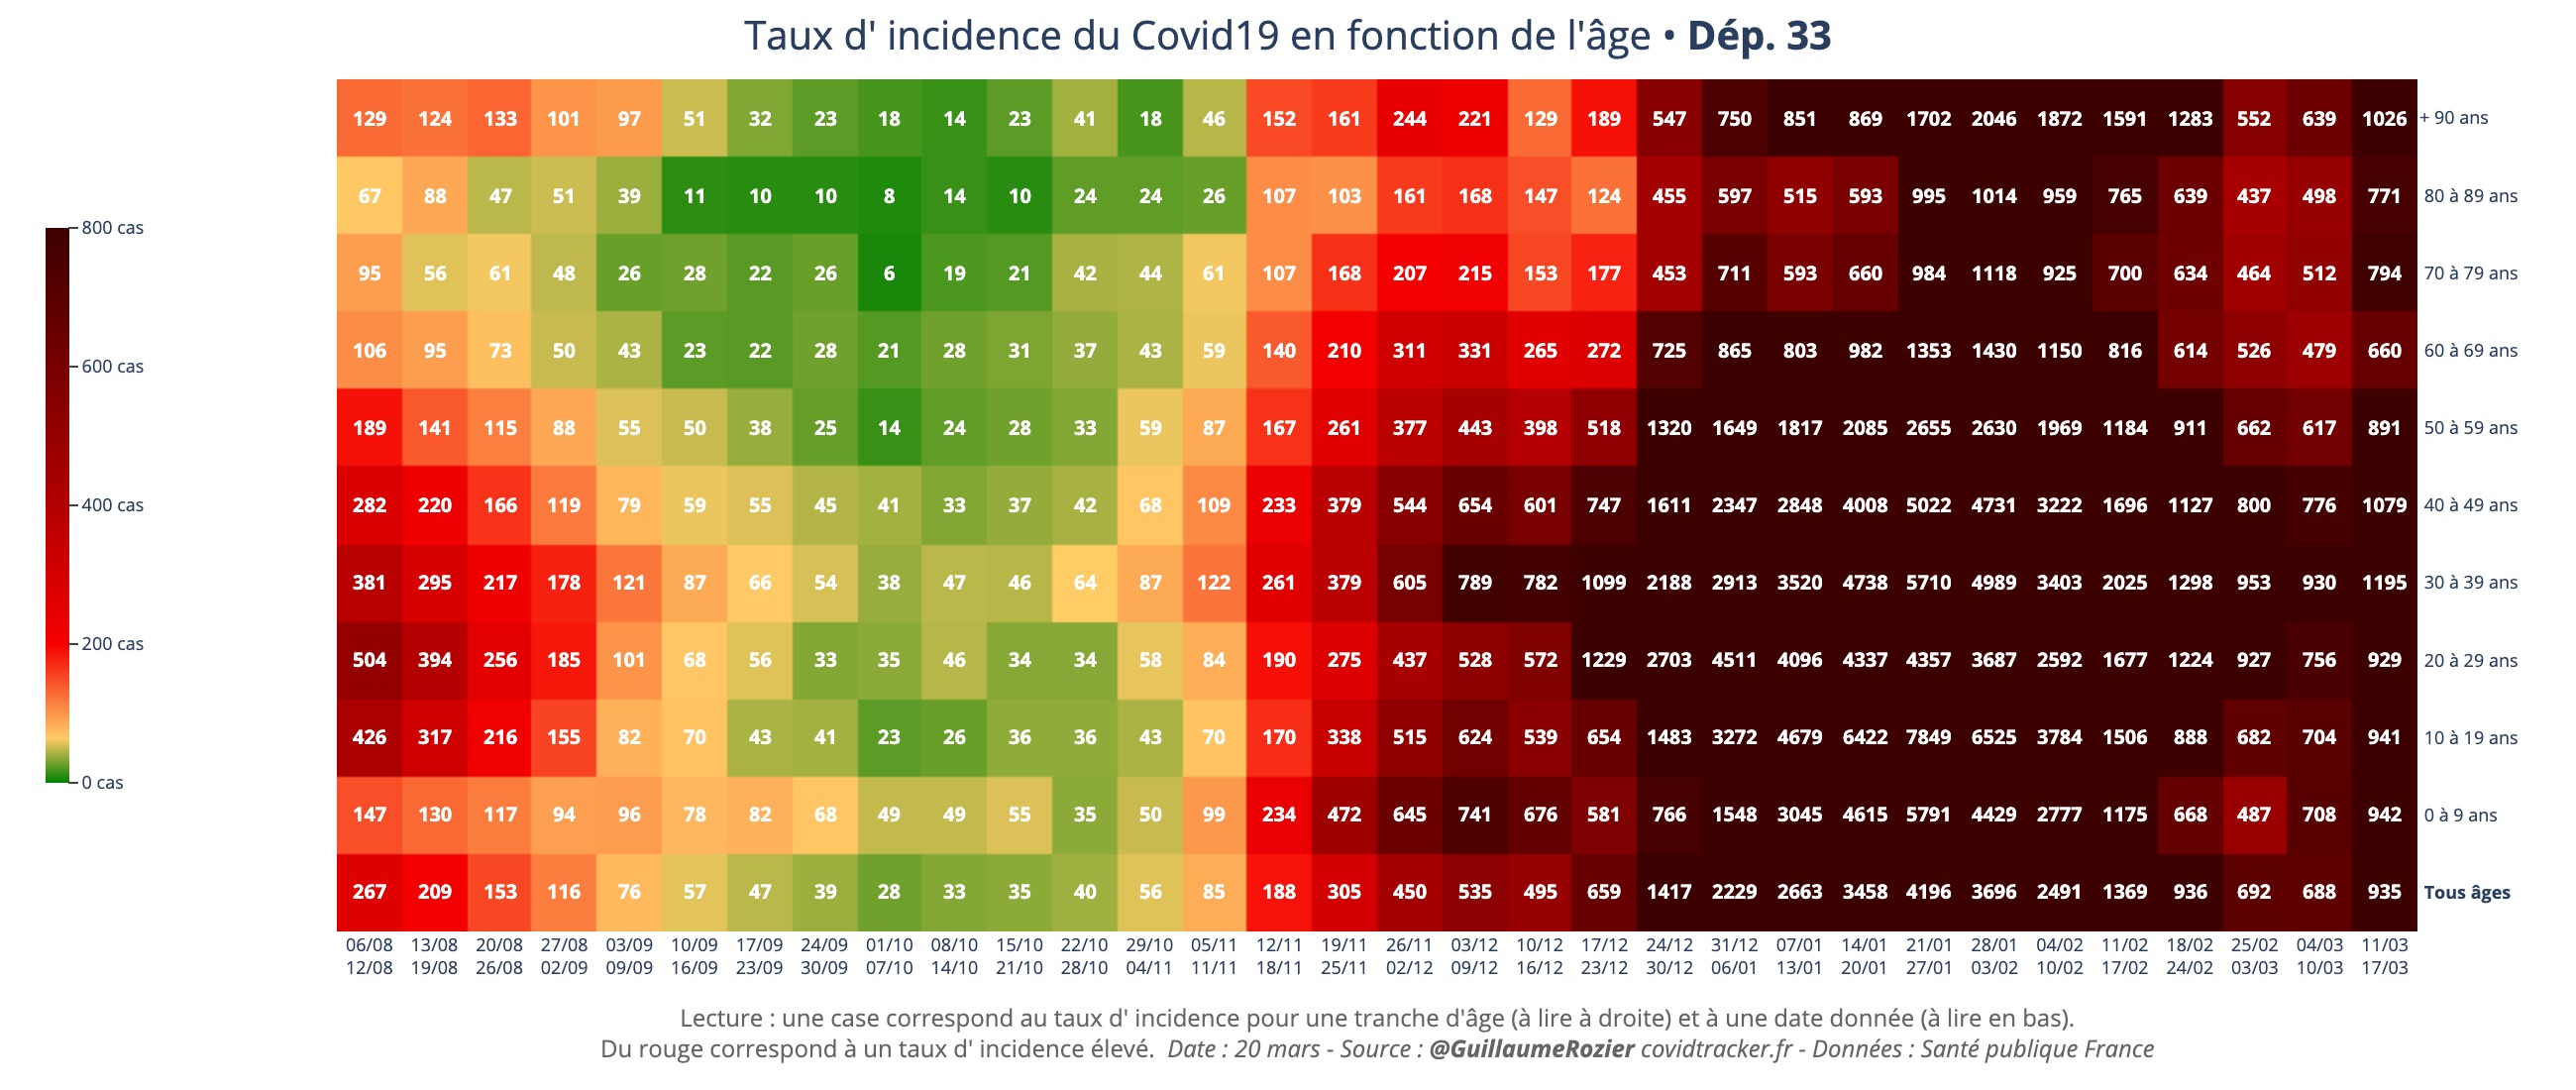 Taux d' incidence du Covid19 en fonction de l'âge • Dép. 33
129 124 133 101 97 51 32 23 18 14 23 41 18 46 152 161 244 221 129 189 547 750 851 869 1702 2046 1872 1591 1283 552 639 1026 + 90 ans
67 88 47 51 39 11 10 10 8 14 10 24 24 26 107 103 161 168 147 124 455 597 515 593 995 1014 959 765 639 437 498 771 80 à 89 ans
95 56 61 48 26 28 22 26 6 19 21 42 44 61 107 168 207 215 153 177 453 711 593 660 984 1118 925 700 634 464 512 794 70 à 79 ans
106 95 73 50 43 23 22 28 21 28 31 37 43 59 140 210 311 331 265 272 725 865 803 982 1353 1430 1150 816 614 526 479 660 60 à 69 ans
189 141 115 88 55 50 38 25 14 24 28 33 59 87 167 261 377 443 398 518 1320 1649 1817 2085 2655 2630 1969 1184 911 662 617 891 50 à 59 ans
282 220 166 119 79 59 55 45 41 33 37 42 68 109 233 379 544 654 601 747 1611 2347 2848 4008 5022 4731 3222 1696 1127 800 776 1079 40 à 49 ans
381 295 217 178 121 87 66 54 38 47 46 64 87 122 261 379 605 789 782 1099 2188 2913 3520 4738 5710 4989 3403 2025 1298 953 930 1195 30 à 39 ans
504 394 256 185 101 68 56 33 35 46 34 34 58 84 190 275 437 528 572 1229 2703 4511 4096 4337 4357 3687 2592 1677 1224 927 756 929 20 à 29 ans
426 317 216 155 82 70 43 41 23 26 36 36 43 70 170 338 515 624 539 654 1483 3272 4679 6422 7849 6525 3784 1506 888 682 704 941 10 à 19 ans
147 130 117 94 96 78 82 68 49 49 55 35 50 99 234 472 645 741 676 581 766 1548 3045 4615 5791 4429 2777 1175 668 487 708 942 0 à 9 ans
267 209 153 116 76 57 47 39 28 33 35 40 56 85 188 305 450 535 495 659 1417 2229 2663 3458 4196 3696 2491 1369 936 692 688 935 Tous âges
06/08 13/08 20/08 27/08 03/09 10/09 17/09 24/09 01/10 08/10 15/10 22/10 29/10 05/11 12/11 19/11 26/11 03/12 10/12 17/12 24/12 31/12 07/01 14/01 21/01 28/01 04/02 11/02 18/02 25/02 04/03 11/03
12/08 19/08 26/08 02/09 09/09 16/09 23/09 30/09 07/10 14/10 21/10 28/10 04/11 11/11 18/11 25/11 02/12 09/12 16/12 23/12 30/12 06/01 13/01 20/01 27/01 03/02 10/02 17/02 24/02 03/03 10/03 17/03
800 cas
600 cas
400 cas
200 cas
0 cas
Lecture : une case correspond au taux d' incidence pour une tranche d'âge (à lire à droite) et à une date donnée (à lire en bas).
Du rouge correspond à un taux d' incidence élevé. Date : 20 mars - Source : @GuillaumeRozier covidtracker.fr - Données : Santé publique France